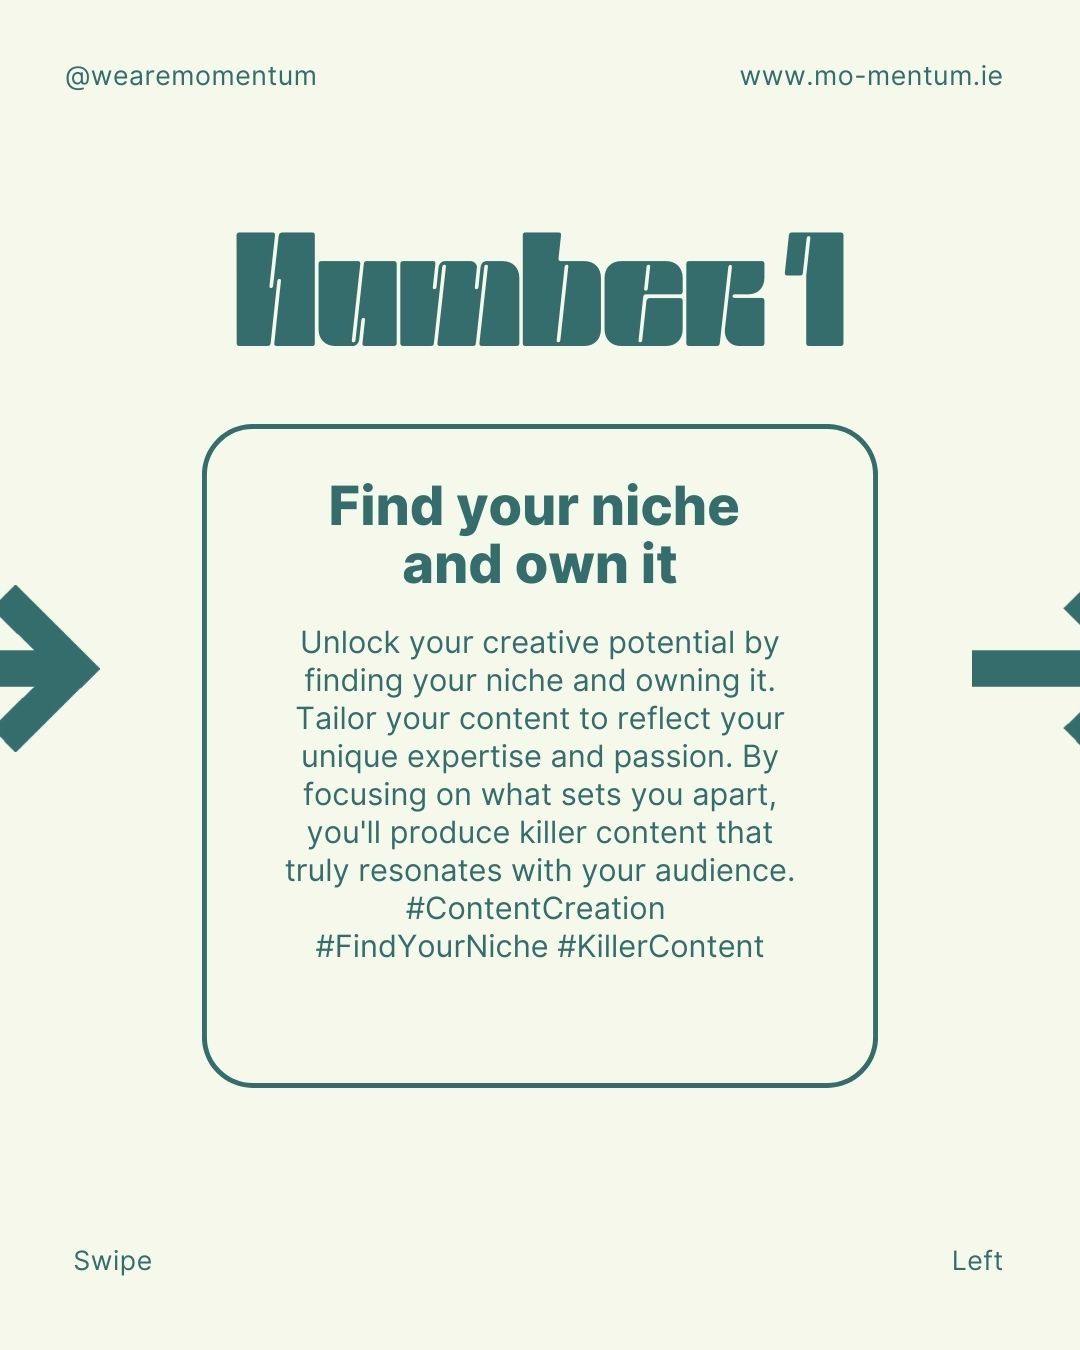 @wearemomentum
www.mo-mentum.ie
Number 1
Find your niche
and own it
Unlock your creative potential by
finding your niche and owning it.
Tailor your content to reflect your
unique expertise and passion. By
focusing on what sets you apart,
you'll produce killer content that
truly resonates with your audience.
#ContentCreation
#FindYourNiche #KillerContent
Swipe
Left